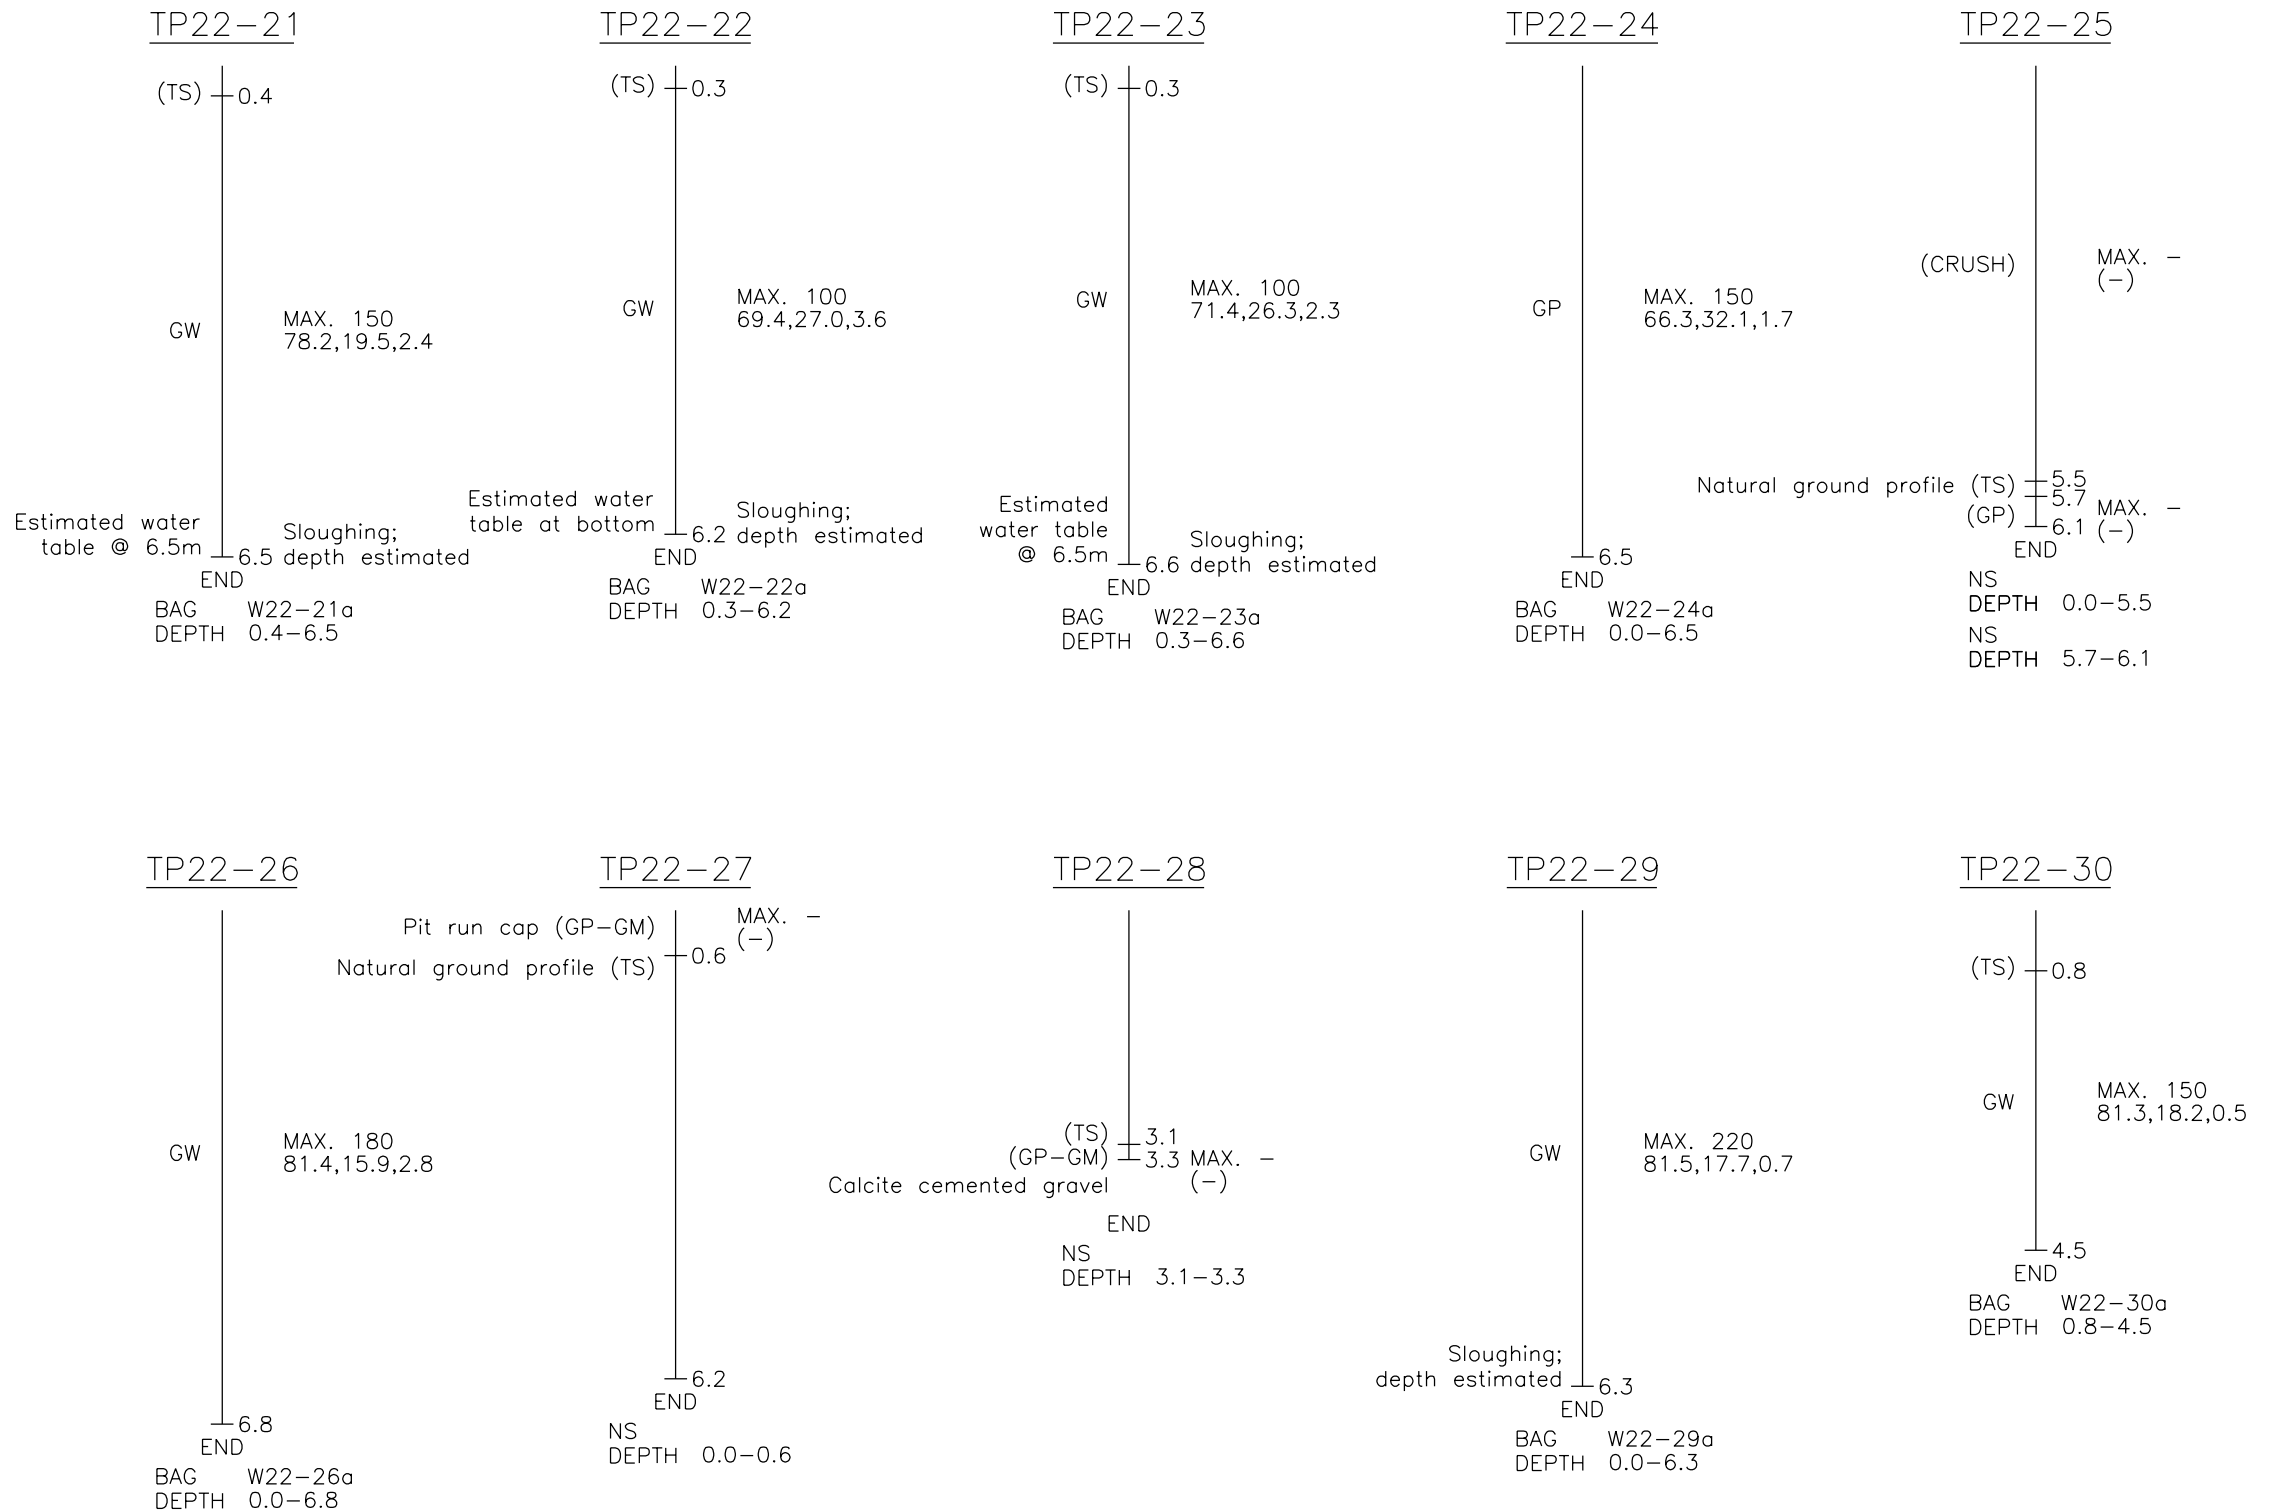 TP22-21
(TS)
0.4
GW
MAX. 150
78.2,19.5,2.4
Estimated water
table @ 6.5m
6.5
Sloughing;
depth estimated
END
BAG W22-21a
DEPTH 0.4-6.5
TP22-22
(TS)
0.3
GW
MAX. 100
69.4,27.0,3.6
Estimated water
table at bottom
6.2
Sloughing;
depth estimated
END
BAG W22-22a
DEPTH 0.3-6.2
TP22-23
(TS)
0.3
GW
MAX. 100
71.4,26.3,2.3
Estimated
water table
@ 6.5m
6.6
Sloughing;
depth estimated
END
BAG W22-23a
DEPTH 0.3-6.6
TP22-24
GP
MAX. 150
66.3,32.1,1.7
6.5
END
BAG W22-24a
DEPTH 0.0-6.5
TP22-25
(CRUSH)
MAX. -
(-)
Natural ground profile (TS)
5.5
5.7
(GP)
MAX. -
(-)
6.1
END
NS
DEPTH 0.0-5.5
NS
DEPTH 5.7-6.1
TP22-26
GW
MAX. 180
81.4,15.9,2.8
6.8
END
BAG W22-26a
DEPTH 0.0-6.8
TP22-27
Pit run cap (GP-GM)
MAX. -
(-)
0.6
Natural ground profile (TS)
6.2
END
NS
DEPTH 0.0-0.6
TP22-28
(TS)
3.1
(GP-GM)
3.3
MAX. -
(-)
Calcite cemented gravel
END
NS
DEPTH 3.1-3.3
TP22-29
GW
MAX. 220
81.5,17.7,0.7
Sloughing;
depth estimated
6.3
END
BAG W22-29a
DEPTH 0.0-6.3
TP22-30
(TS)
0.8
GW
MAX. 150
81.3,18.2,0.5
4.5
END
BAG W22-30a
DEPTH 0.8-4.5